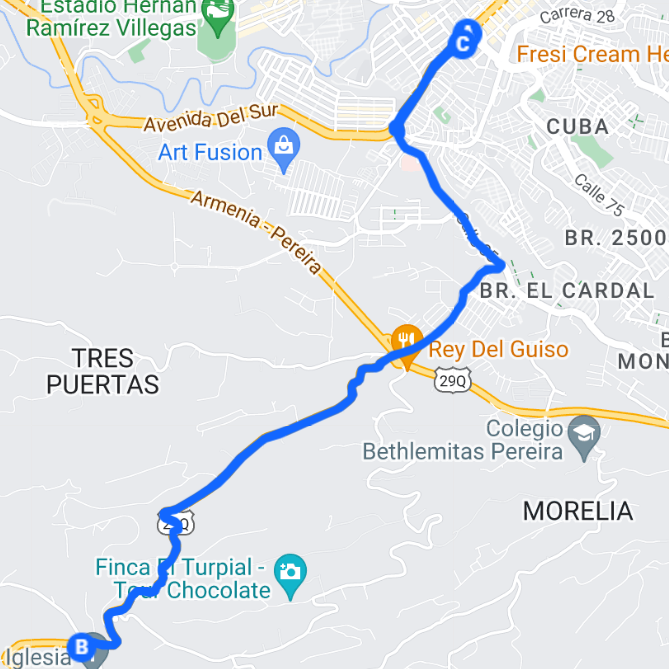 Estadio Hernán
Ramírez Villegas
Carrera 28
C
Fresi Cream He
Avenida Del Sur
CUBA
Art Fusion
Calle 75
Armenia - Pereira
BR. 2500
BR. EL CARDAL
Rey Del Guiso
TRES
PUERTAS
29Q
MON
Colegio
Bethlemitas Pereira
MORELIA
Finca El Turpial -
Tour Chocolate
B
Iglesia